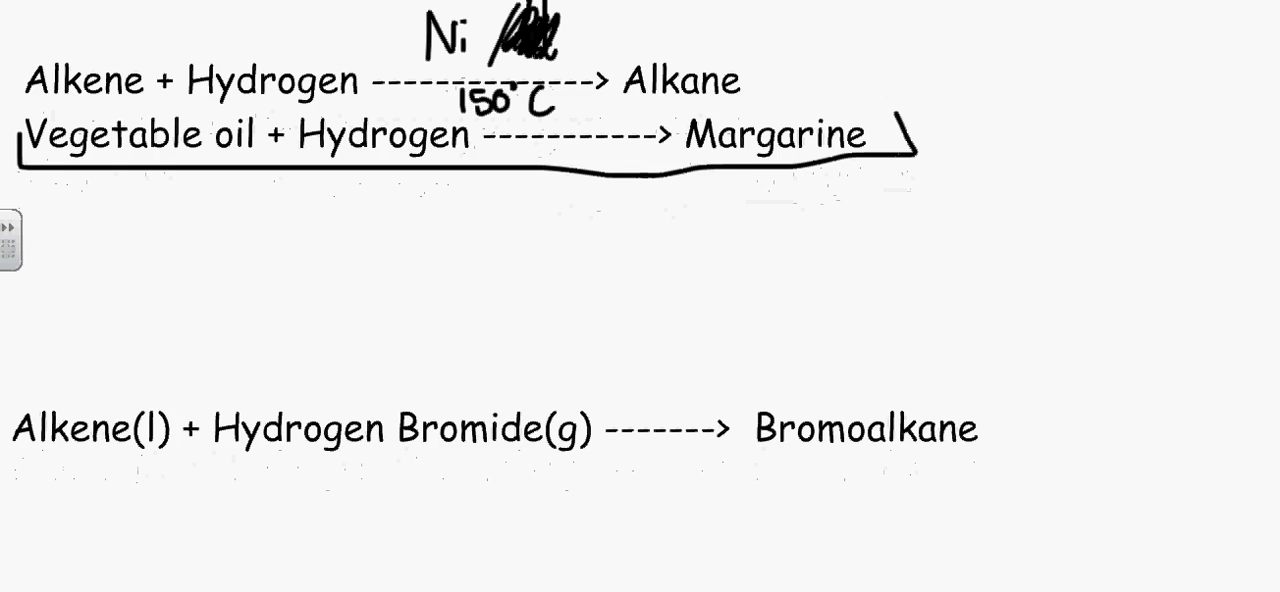 Ni
Alkene + Hydrogen --------------> Alkane
150°C
Vegetable oil + Hydrogen ------------> Margarine
Alkene(l) + Hydrogen Bromide(g) -------> Bromoalkane